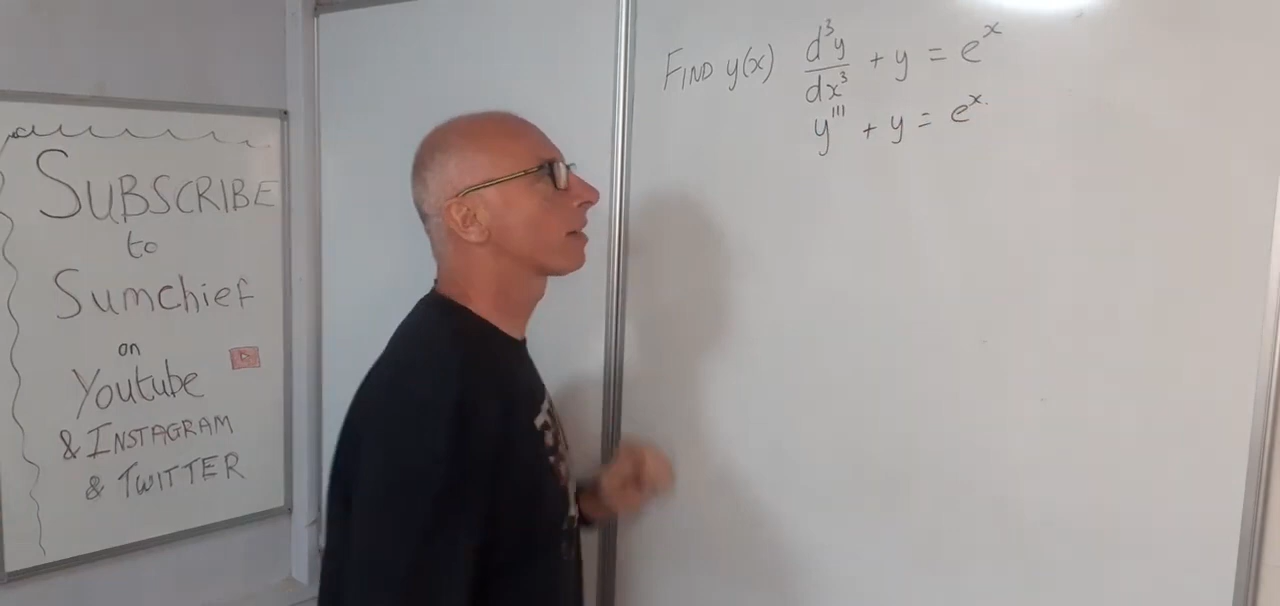 SUBSCRIBE
to
Sumchief
on
Youtube
& INSTAGRAM
& TWITTER
FIND y(x) d³y/dx³ + y = eˣ
y''' + y = eˣ.